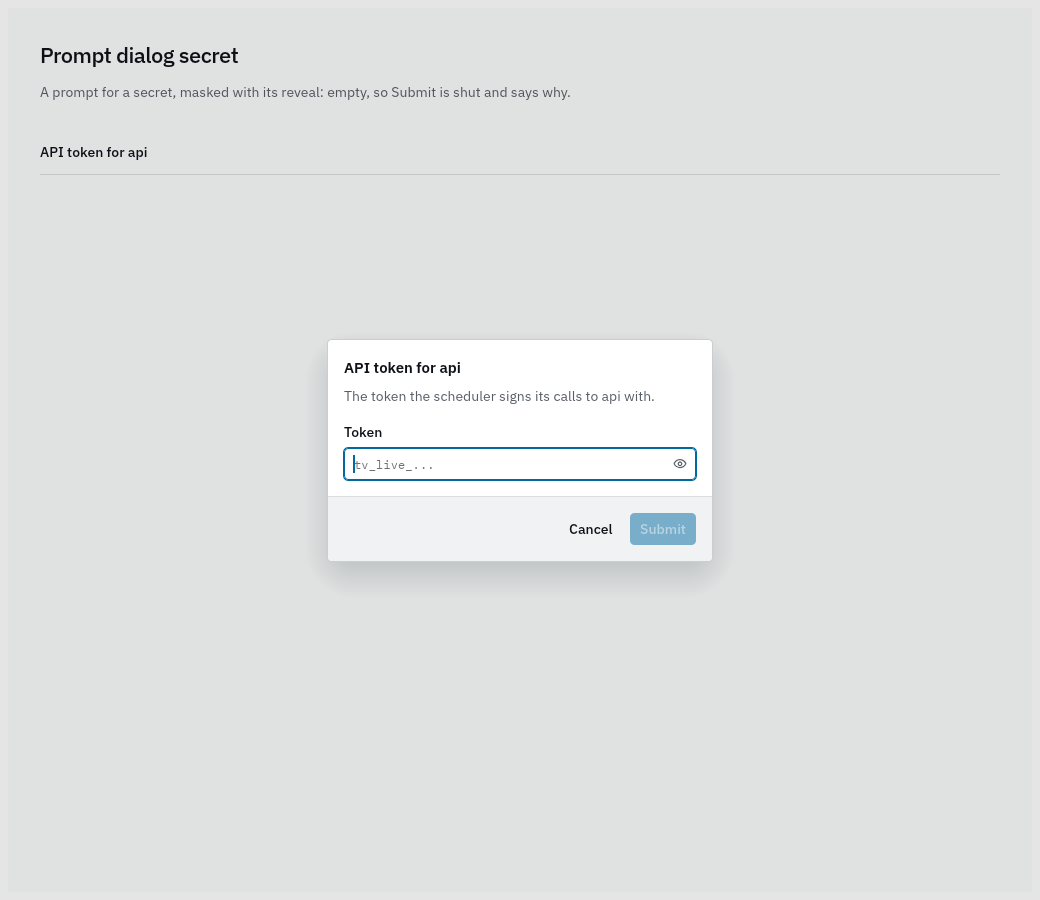 Prompt dialog secret
A prompt for a secret, masked with its reveal: empty, so Submit is shut and says why.
API token for api
API token for api
The token the scheduler signs its calls to api with.
Token
tv_live_...
Cancel
Submit